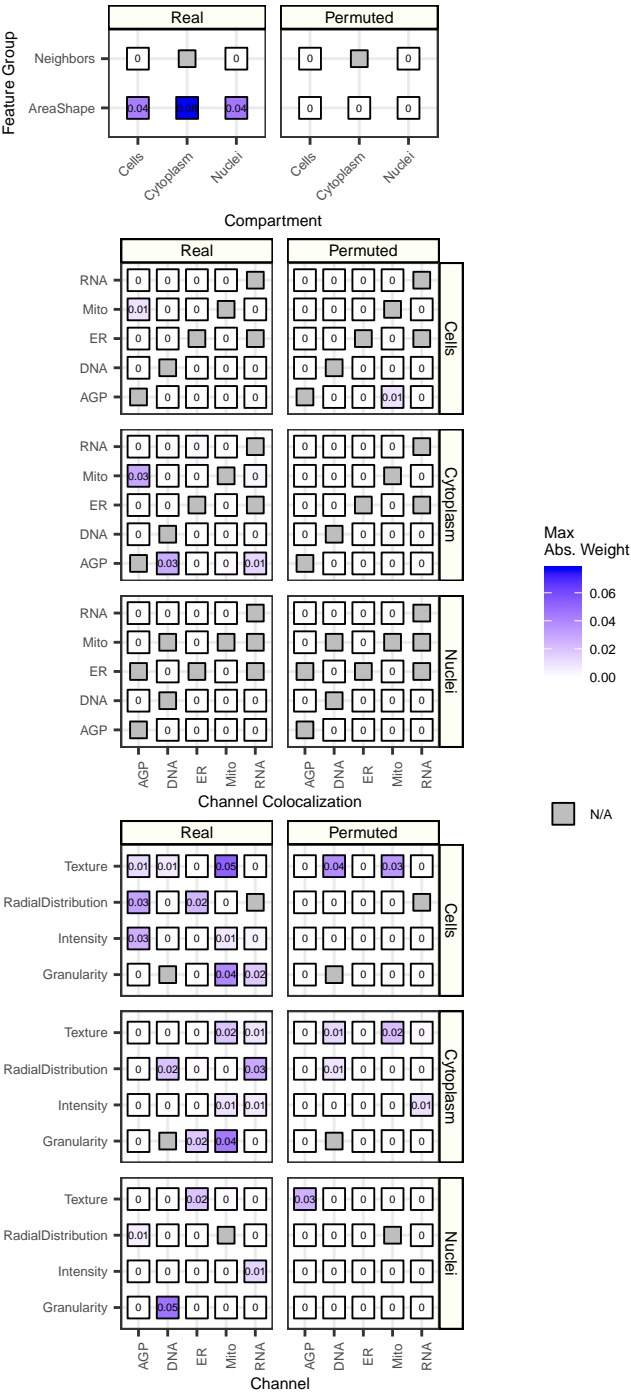 Real Permuted
Feature Group
Neighbors 0 0 0 0
AreaShape 0.04 0.06 0.04 0 0 0
Cells Cytoplasm Nuclei Cells Cytoplasm Nuclei
Compartment
Real Permuted
Cells
RNA 0 0 0 0 0 0 0 0
Mito 0.01 0 0 0 0 0 0 0
ER 0 0 0 0 0 0
DNA 0 0 0 0 0 0 0 0
AGP 0 0 0 0 0 0 0.01 0
Cytoplasm
RNA 0 0 0 0 0 0 0 0
Mito 0.03 0 0 0 0 0 0 0
ER 0 0 0 0 0 0
DNA 0 0 0 0 0 0 0 0
AGP 0.03 0 0 0.01 0 0 0 0
Nuclei
RNA 0 0 0 0 0 0 0 0
Mito 0 0 0 0
ER 0 0 0 0
DNA 0 0 0 0 0 0 0 0
AGP 0 0 0 0 0 0 0 0
AGP DNA ER Mito RNA AGP DNA ER Mito RNA
Channel Colocalization
Max
Abs. Weight
0.06
0.04
0.02
0.00
N/A
Real Permuted
Cells
Texture 0.01 0.01 0 0.05 0 0 0.04 0 0.03 0
RadialDistribution 0.03 0 0.02 0 0 0 0 0
Intensity 0.03 0 0 0.01 0 0 0 0 0 0
Granularity 0 0 0.04 0.02 0 0 0 0
Cytoplasm
Texture 0 0 0 0.02 0.01 0 0.01 0 0.02 0
RadialDistribution 0 0.02 0 0 0.03 0 0.01 0 0 0
Intensity 0 0 0 0.01 0.01 0 0 0 0 0.01
Granularity 0 0.02 0.04 0 0 0 0 0
Nuclei
Texture 0 0 0.02 0 0 0.03 0 0 0 0
RadialDistribution 0.01 0 0 0 0 0 0 0
Intensity 0 0 0 0 0.01 0 0 0 0 0
Granularity 0 0.05 0 0 0 0 0 0 0 0
AGP DNA ER Mito RNA AGP DNA ER Mito RNA
Channel